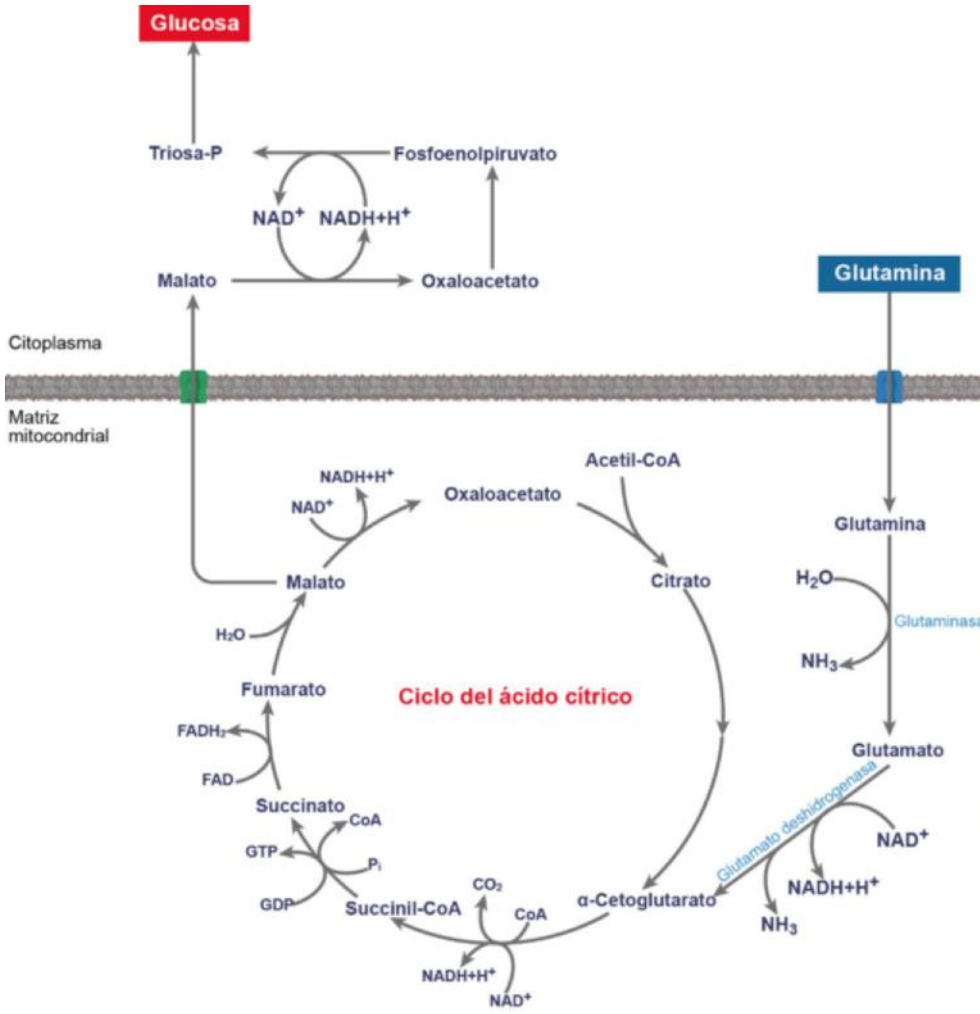 Glucosa
Triosa-P
Fosfoenolpiruvato
NAD⁺
NADH+H⁺
Malato
Oxaloacetato
Glutamina
Citoplasma
Matriz
mitocondrial
Acetil-CoA
NADH+H⁺
NAD⁺
Oxaloacetato
Glutamina
Malato
Citrato
H₂O
H₂O
Glutaminasa
NH₃
Fumarato
Ciclo del ácido cítrico
FADH₂
FAD
Glutamato
Succinato
CoA
GTP
Pᵢ
GDP
Glutamato deshidrogenasa
NAD⁺
NADH+H⁺
NH₃
Succinil-CoA
CO₂
CoA
α-Cetoglutarato
NADH+H⁺
NAD⁺